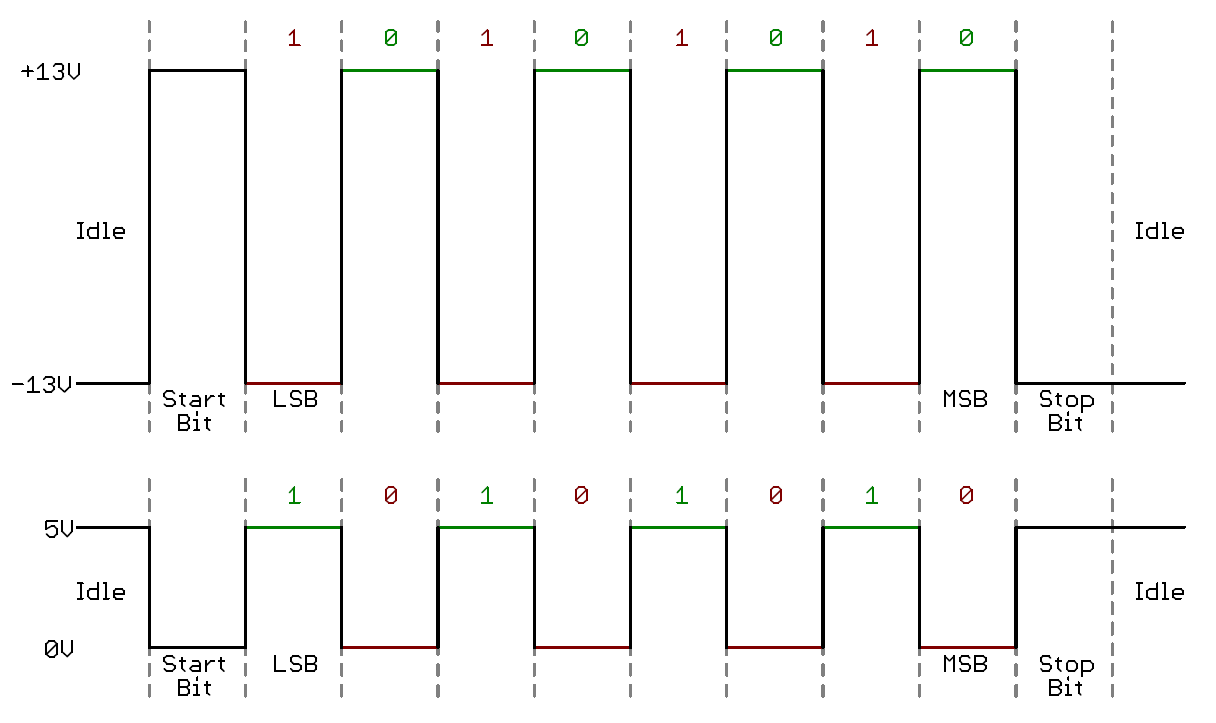 1 0 1 0 1 0 1 0
+13V
Idle Idle
-13V
Start LSB MSB Stop
Bit Bit
1 0 1 0 1 0 1 0
5V
Idle Idle
0V
Start LSB MSB Stop
Bit Bit